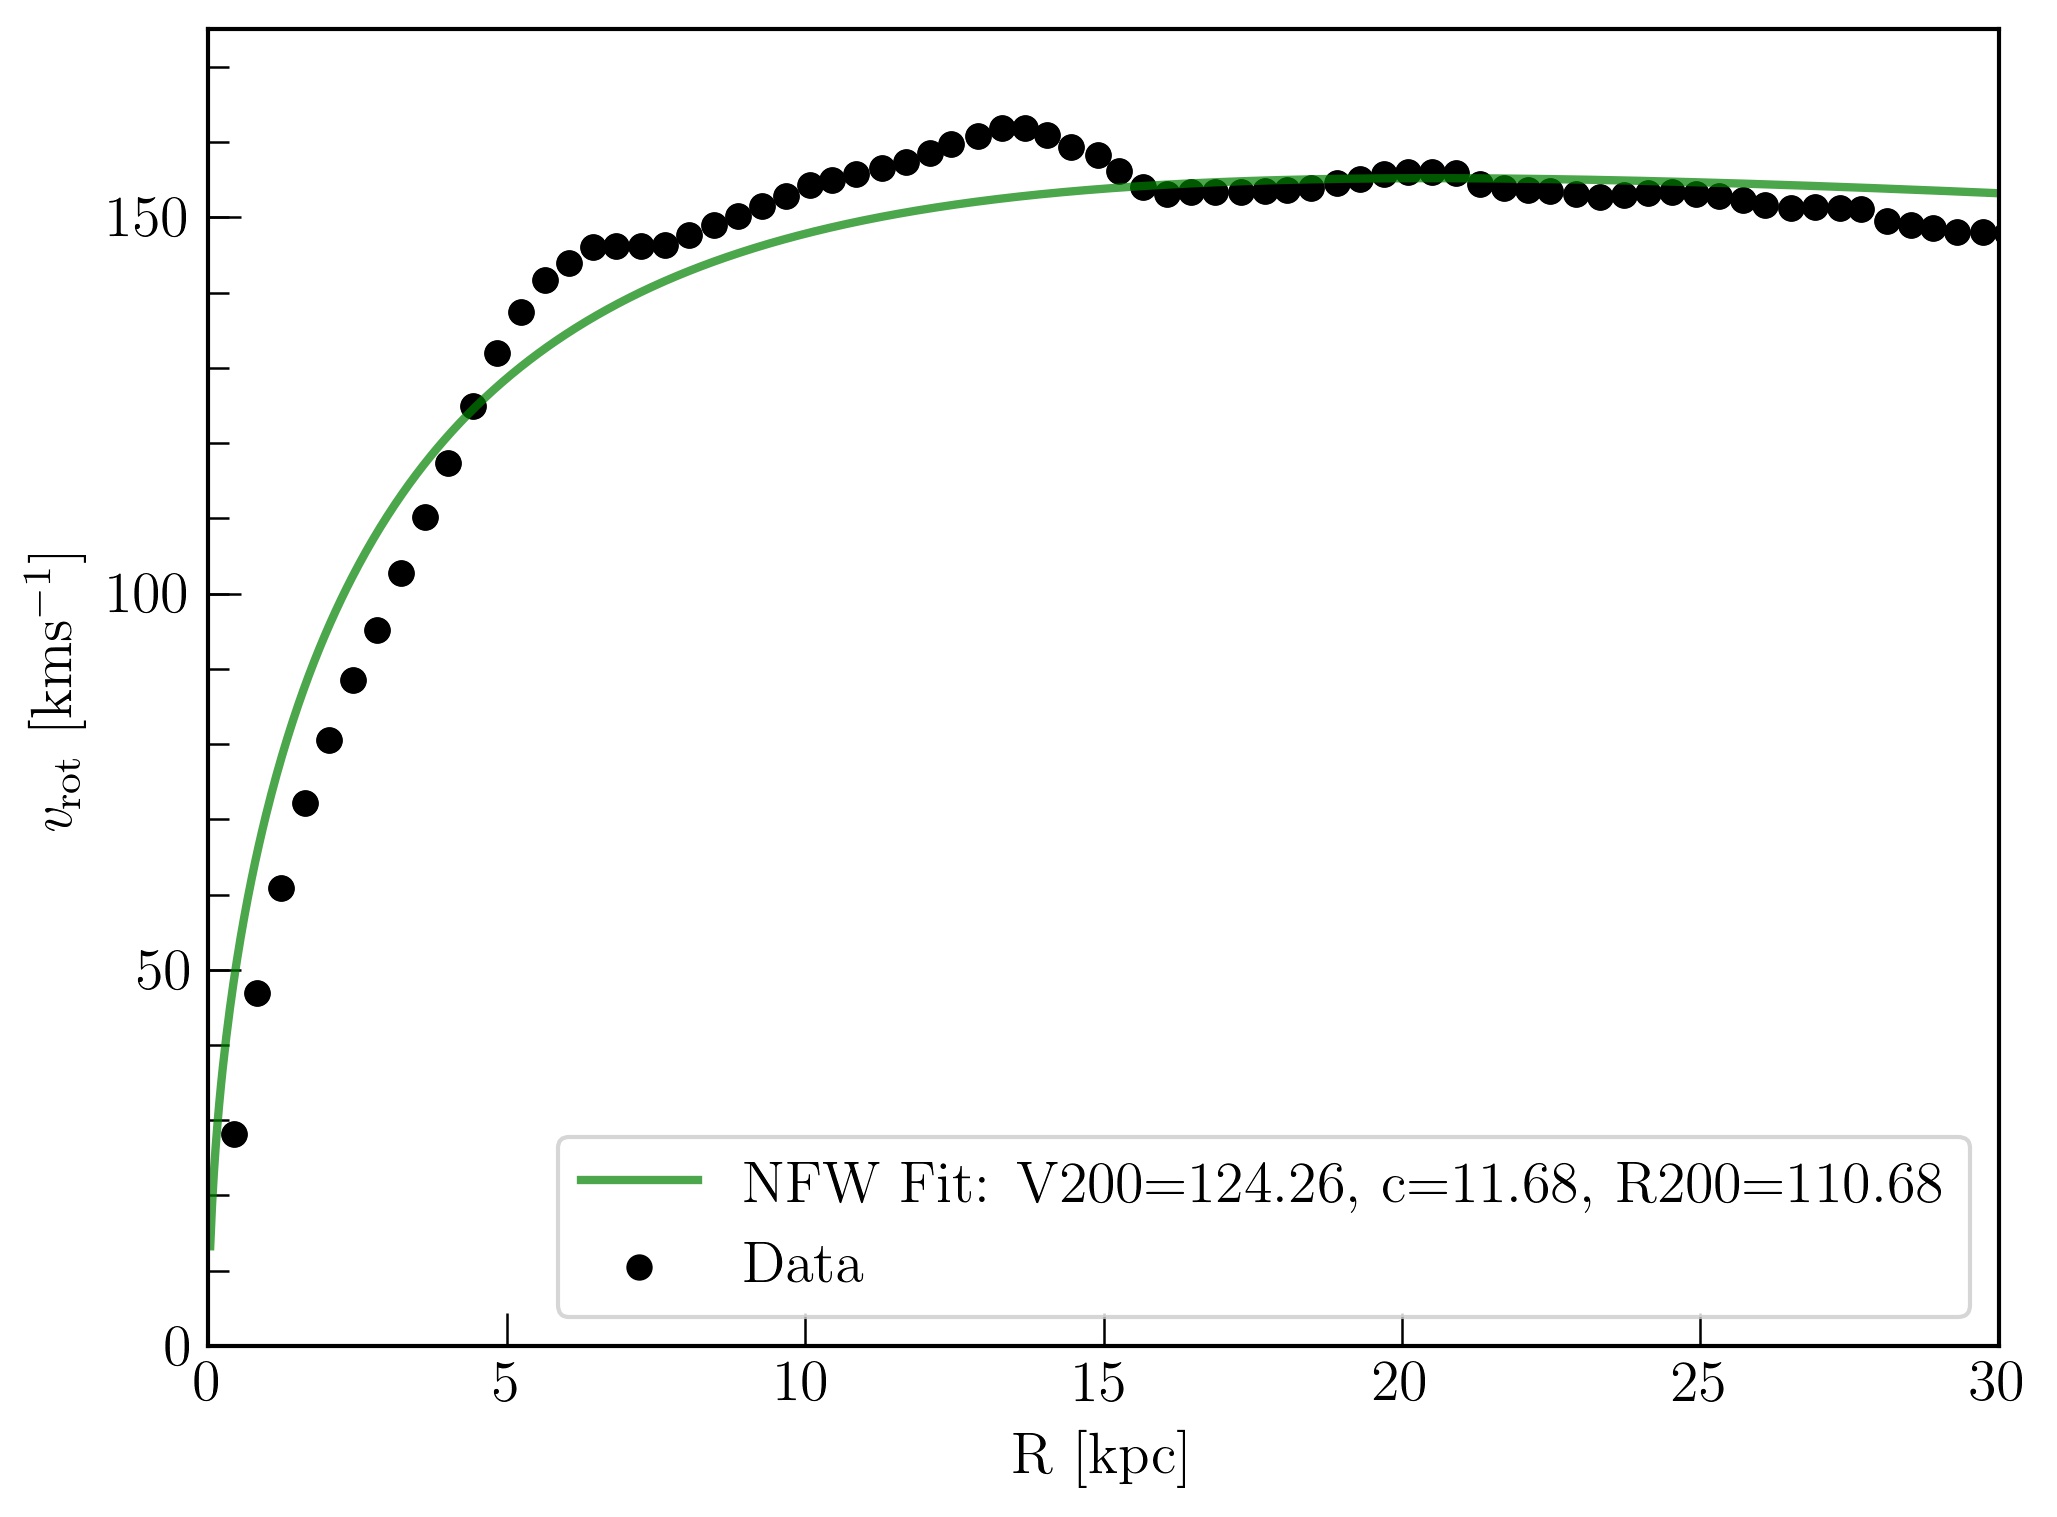 150
100
50
0
v_rot [kms⁻¹]
NFW Fit: V200=124.26, c=11.68, R200=110.68
Data
0 5 10 15 20 25 30
R [kpc]